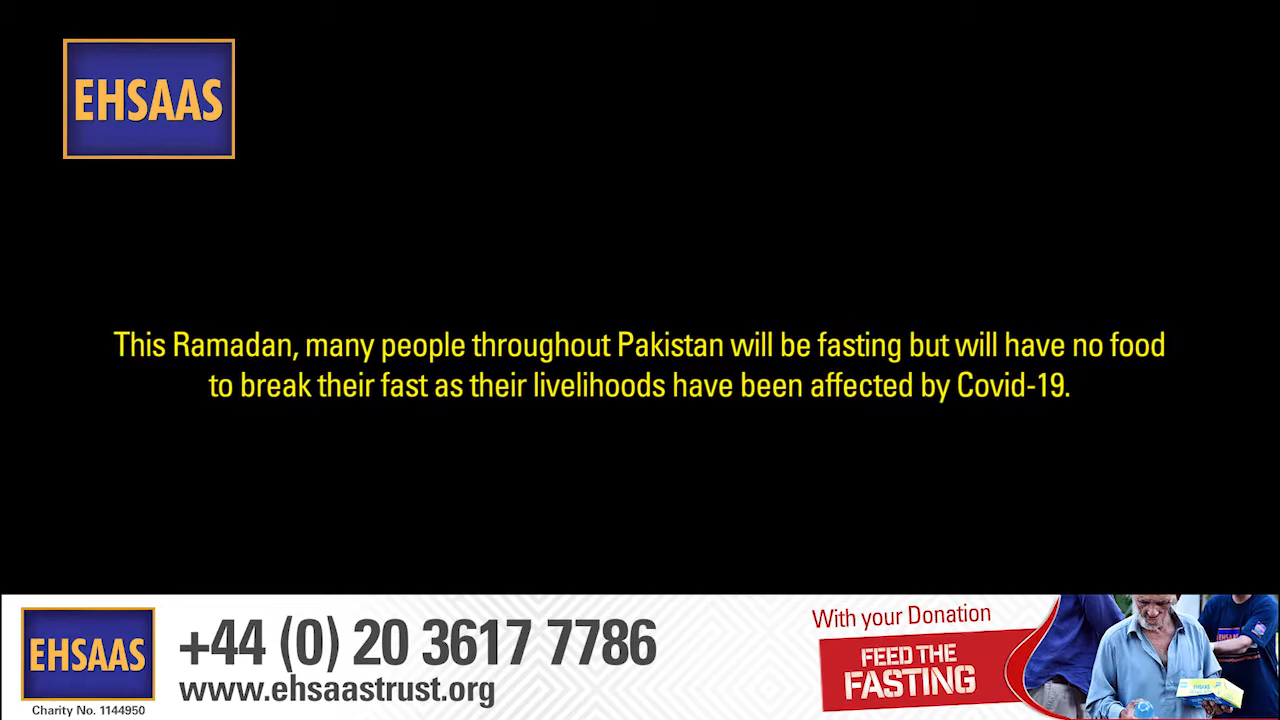 EHSAAS
This Ramadan, many people throughout Pakistan will be fasting but will have no food
to break their fast as their livelihoods have been affected by Covid-19.
EHSAAS
Charity No. 1144950
+44 (0) 20 3617 7786
www.ehsaastrust.org
With your Donation
FEED THE
FASTING
EHSAAS
EHSAAS